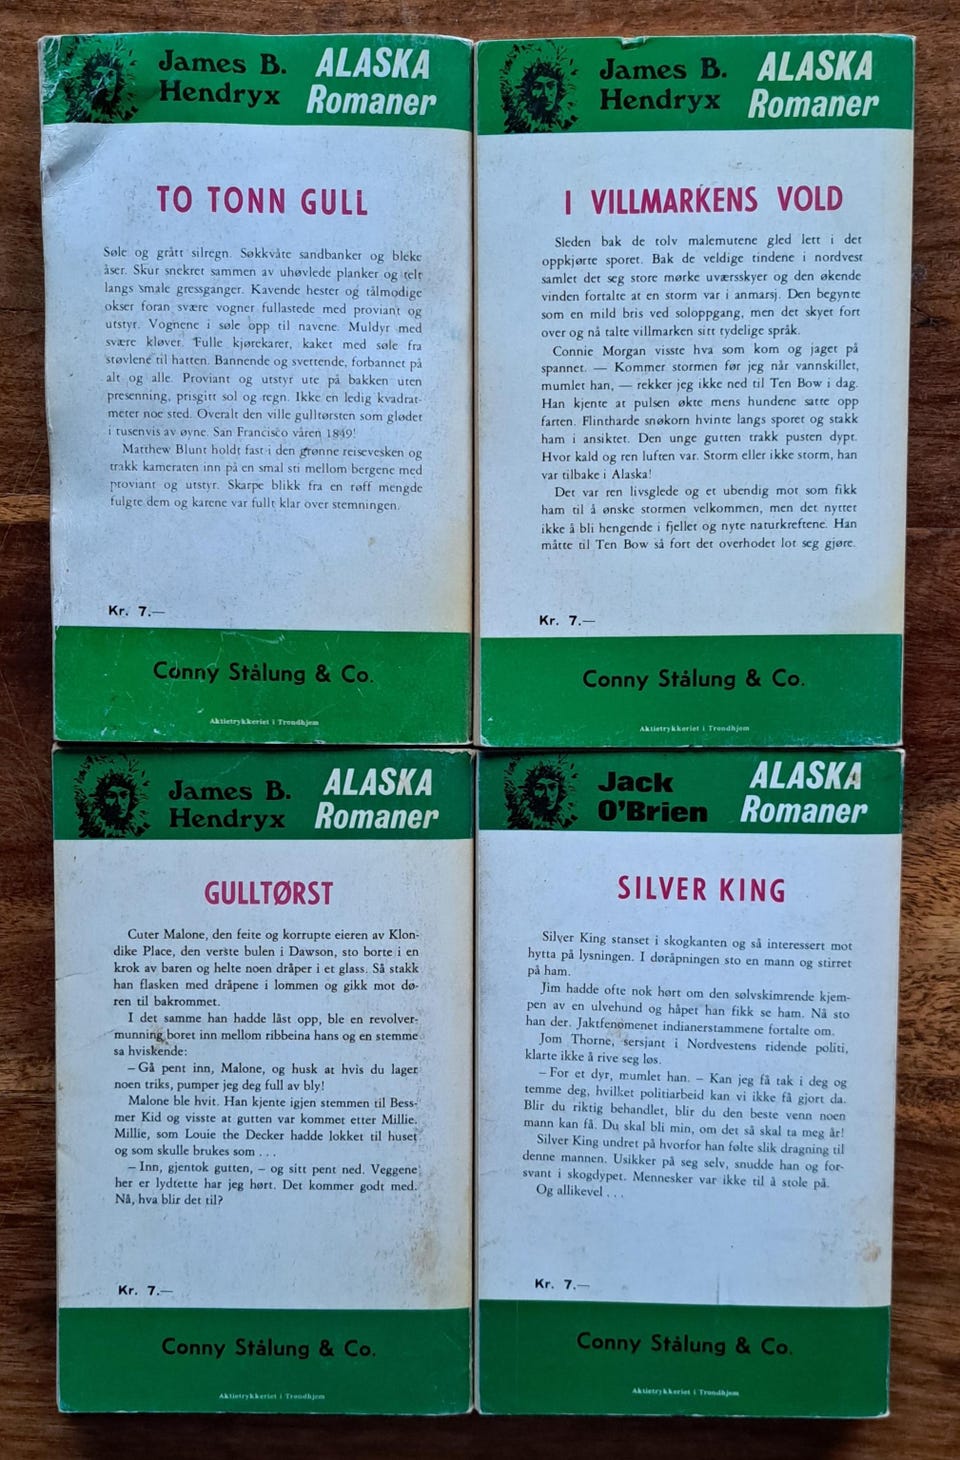 James B.
Hendryx
ALASKA
Romaner
TO TONN GULL
Søle og grått silregn. Søkkvåte sandbanker og bleke
åser. Skur snekret sammen av uhøvlede planker og telt
langs smale gressganger. Kavende hester og tålmodige
okser foran svære vogner fullastede med proviant og
utstyr. Vognene i søle opp til navene. Muldyr med
svære kløver. Fulle kjørekarer, kaket med søle fra
støvlene til hatten. Bannende og svettende, forbannet på
alt og alle. Proviant og utstyr ute på bakken uten
presenning, prisgitt sol og regn. Ikke en ledig kvadrat-
meter noe sted. Overalt den ville gulltørsten som glødet
i tusenvis av øyne. San Francisco våren 1849!
Matthew Blunt holdt fast i den grønne reisevesken og
trakk kameraten inn på en smal sti mellom bergene med
proviant og utstyr. Skarpe blikk fra en røff mengde
fulgte dem og karene var fullt klar over stemningen.
Kr. 7.—
Conny Stålung & Co.
Aktietrykkeriet i Trondhjem
James B.
Hendryx
ALASKA
Romaner
I VILLMARKENS VOLD
Sleden bak de tolv malemutene gled lett i det
oppkjørte sporet. Bak de veldige tindene i nordvest
samlet det seg store mørke uværsskyer og den økende
vinden fortalte at en storm var i anmarsj. Den begynte
som en mild bris ved soloppgang, men det skyet fort
over og nå talte villmarken sitt tydelige språk.
Connie Morgan visste hva som kom og jaget på
spannet. — Kommer stormen før jeg når vannskillet,
mumlet han, — rekker jeg ikke ned til Ten Bow i dag.
Han kjente at pulsen økte mens hundene satte opp
farten. Flintharde snøkorn hvinte langs sporet og stakk
ham i ansiktet. Den unge gutten trakk pusten dypt.
Hvor kald og ren luften var. Storm eller ikke storm, han
var tilbake i Alaska!
Det var ren livsglede og et ubendig mot som fikk
ham til å ønske stormen velkommen, men det nyttet
ikke å bli hengende i fjellet og nyte naturkreftene. Han
måtte til Ten Bow så fort det overhodet lot seg gjøre.
Kr. 7.—
Conny Stålung & Co.
Aktietrykkeriet i Trondhjem
James B.
Hendryx
ALASKA
Romaner
GULLTØRST
Cuter Malone, den feite og korrupte eieren av Klon-
dike Place, den verste bulen i Dawson, sto borte i en
krok av baren og helte noen dråper i et glass. Så stakk
han flasken med dråpene i lommen og gikk mot dø-
ren til bakrommet.
I det samme han hadde låst opp, ble en revolver-
munning boret inn mellom ribbeina hans og en stemme
sa hviskende:
– Gå pent inn, Malone, og husk at hvis du lager
noen triks, pumper jeg deg full av bly!
Malone ble hvit. Han kjente igjen stemmen til Bess-
mer Kid og visste at gutten var kommet etter Millie.
Millie, som Louie the Decker hadde lokket til huset
og som skulle brukes som . . .
– Inn, gjentok gutten, – og sitt pent ned. Veggene
her er lydtette har jeg hørt. Det kommer godt med.
Nå, hva blir det til?
Kr. 7.—
Conny Stålung & Co.
Aktietrykkeriet i Trondhjem
Jack
O'Brien
ALASKA
Romaner
SILVER KING
Silver King stanset i skogkanten og så interessert mot
hytta på lysningen. I døråpningen sto en mann og stirret
på ham.
Jim hadde ofte nok hørt om den sølvskimrende kjem-
pen av en ulvehund og håpet han fikk se ham. Nå sto
han der. Jaktfenomenet indianerstammene fortalte om.
Jom Thorne, sersjant i Nordvestens ridende politi,
klarte ikke å rive seg løs.
– For et dyr, mumlet han. – Kan jeg få tak i deg og
temme deg, hvilket politiarbeid kan vi ikke få gjort da.
Blir du riktig behandlet, blir du den beste venn noen
mann kan få. Du skal bli min, om det så skal ta meg år!
Silver King undret på hvorfor han følte slik dragning til
denne mannen. Usikker på seg selv, snudde han og for-
svant i skogdypet. Mennesker var ikke til å stole på.
Og allikevel . . .
Kr. 7.—
Conny Stålung & Co.
Aktietrykkeriet i Trondhjem